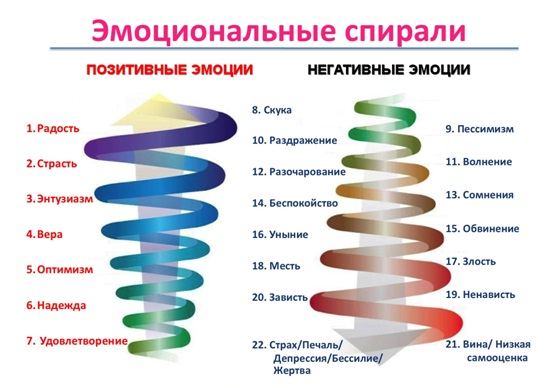 Эмоциональные спирали
ПОЗИТИВНЫЕ ЭМОЦИИ
НЕГАТИВНЫЕ ЭМОЦИИ
1. Радость
2. Страсть
3. Энтузиазм
4. Вера
5. Оптимизм
6. Надежда
7. Удовлетворение
8. Скука
9. Пессимизм
10. Раздражение
11. Волнение
12. Разочарование
13. Сомнения
14. Беспокойство
15. Обвинение
16. Уныние
17. Злость
18. Месть
19. Ненависть
20. Зависть
21. Вина/ Низкая
самооценка
22. Страх/Печаль/
Депрессия/Бессилие/
Жертва